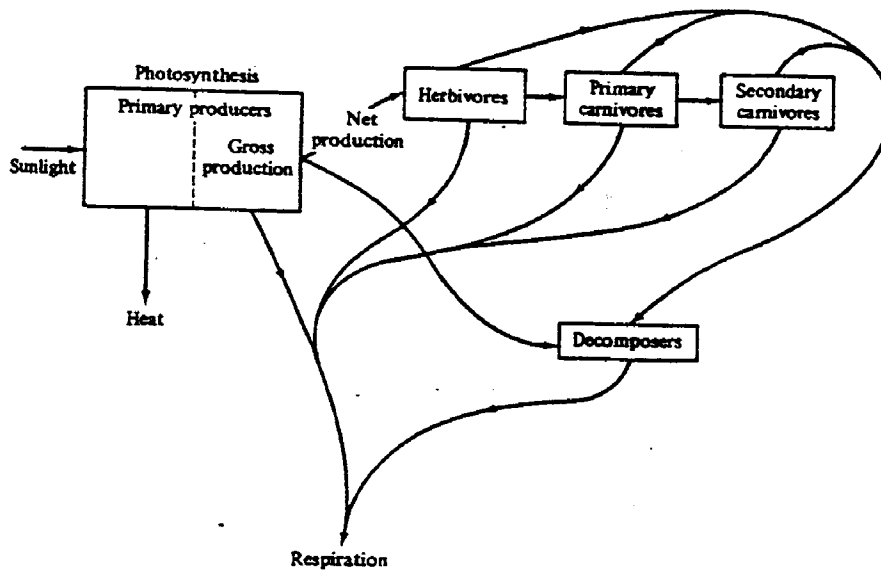 Photosynthesis
Primary producers
Sunlight
Gross
production
Net
production
Herbivores
Primary
carnivores
Secondary
carnivores
Heat
Decomposers
Respiration